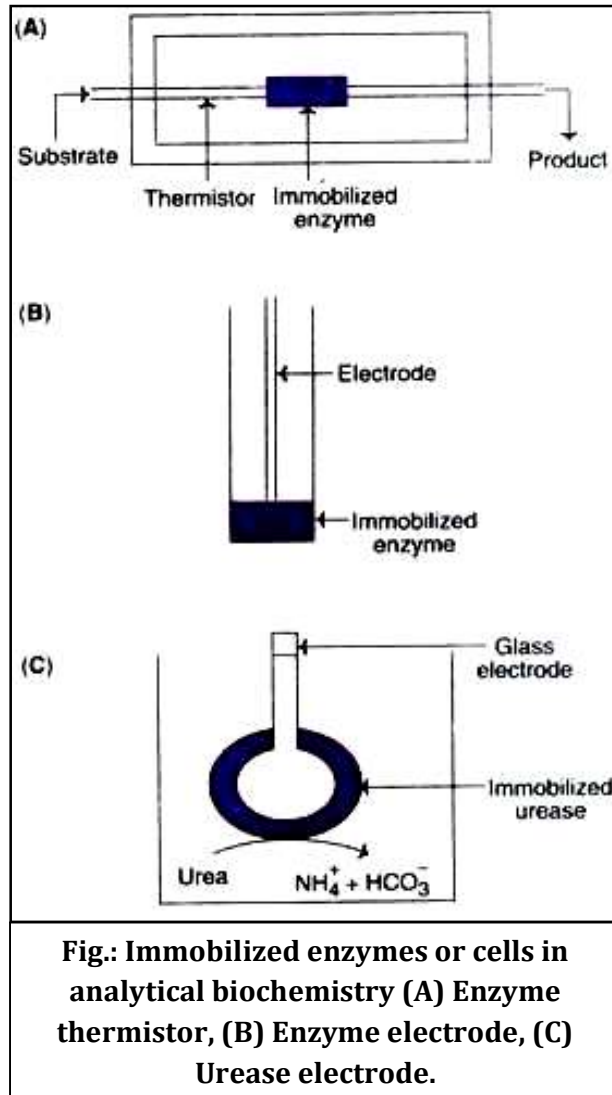 (A)
Substrate
Thermistor
Immobilized
enzyme
Product
(B)
Electrode
Immobilized
enzyme
(C)
Glass
electrode
Immobilized
urease
Urea
NH₄⁺ + HCO₃⁻
Fig.: Immobilized enzymes or cells in
analytical biochemistry (A) Enzyme
thermistor, (B) Enzyme electrode, (C)
Urease electrode.